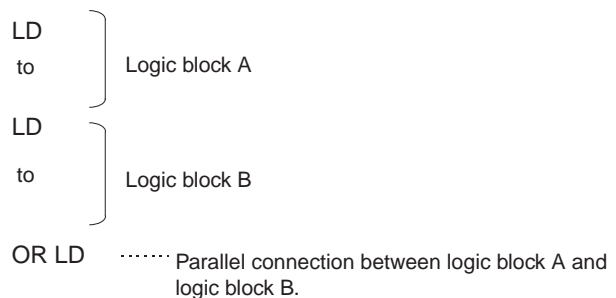 LD
to
Logic block A
LD
to
Logic block B
OR LD ........ Parallel connection between logic block A and
logic block B.